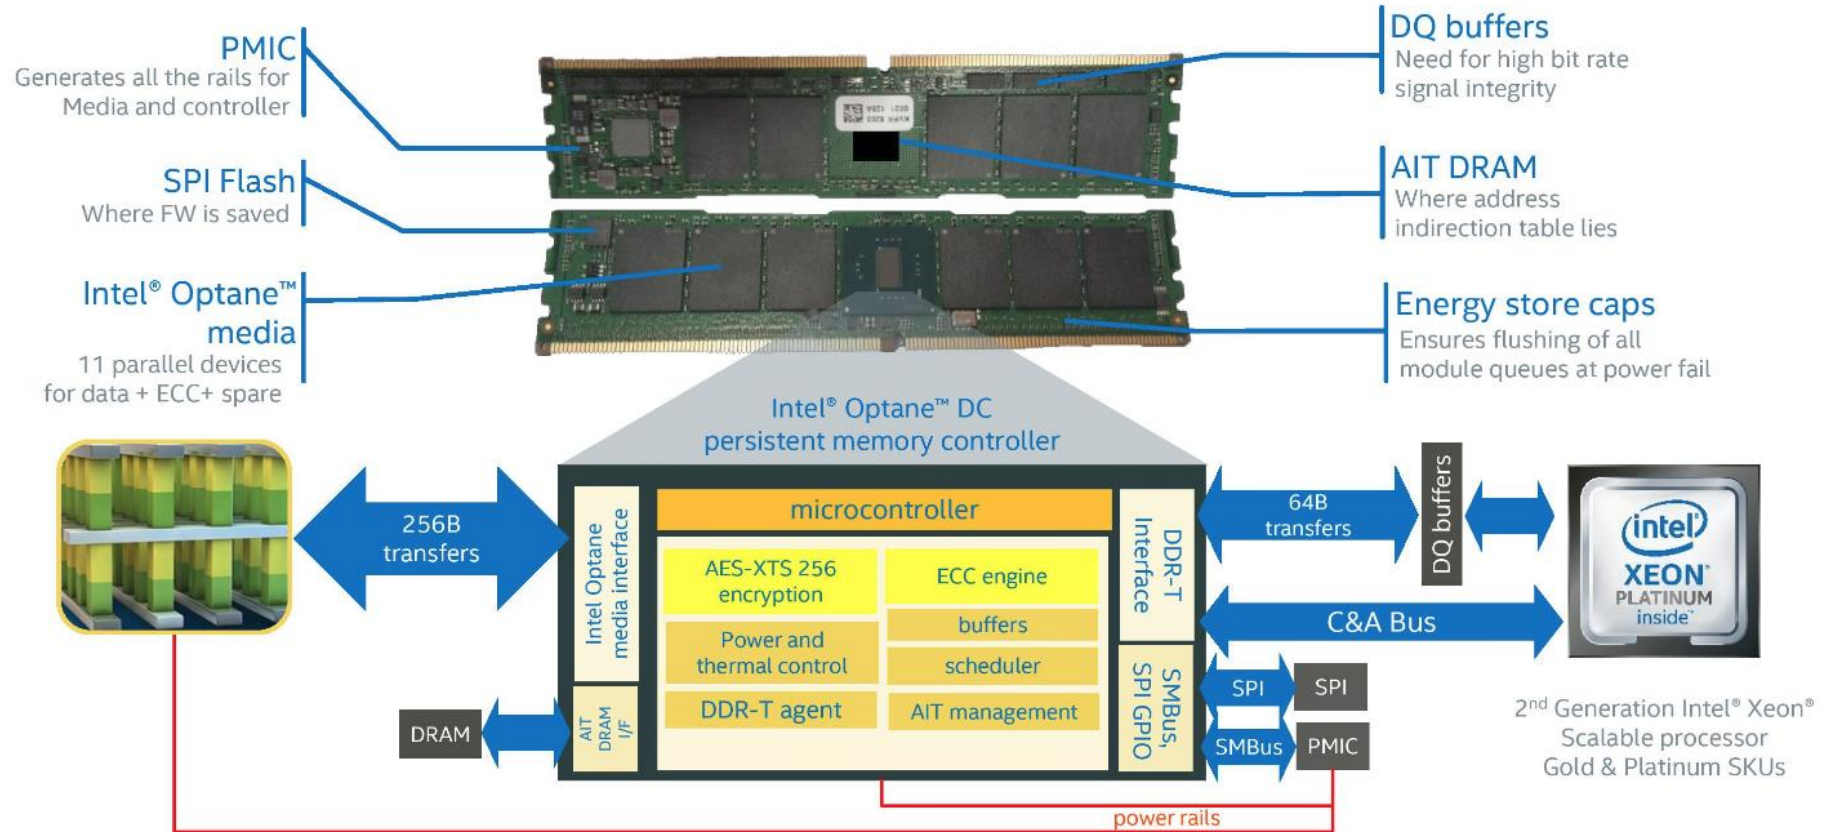 PMIC
Generates all the rails for
Media and controller
SPI Flash
Where FW is saved
Intel® Optane™
media
11 parallel devices
for data + ECC+ spare
DQ buffers
Need for high bit rate
signal integrity
AIT DRAM
Where address
indirection table lies
Energy store caps
Ensures flushing of all
module queues at power fail
Intel® Optane™ DC
persistent memory controller
256B
transfers
Intel Optane
media interface
microcontroller
AES-XTS 256
encryption
ECC engine
buffers
Power and
thermal control
scheduler
DDR-T agent
AIT management
DDR-T
Interface
SMBus,
SPI GPIO
AIT
DRAM
I/F
DRAM
64B
transfers
DQ buffers
C&A Bus
SPI
SPI
SMBus
PMIC
power rails
intel®
XEON®
PLATINUM
inside™
2nd Generation Intel® Xeon®
Scalable processor
Gold & Platinum SKUs